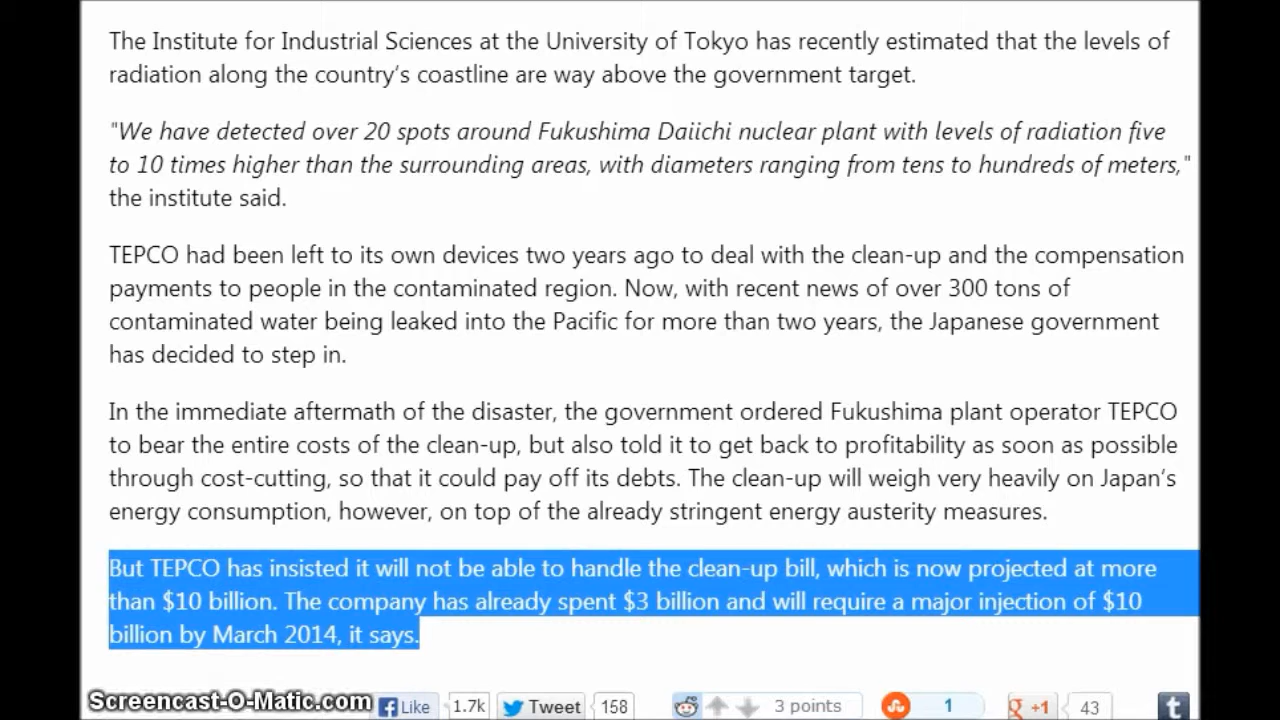 The Institute for Industrial Sciences at the University of Tokyo has recently estimated that the levels of
radiation along the country's coastline are way above the government target.
"We have detected over 20 spots around Fukushima Daiichi nuclear plant with levels of radiation five
to 10 times higher than the surrounding areas, with diameters ranging from tens to hundreds of meters,"
the institute said.
TEPCO had been left to its own devices two years ago to deal with the clean-up and the compensation
payments to people in the contaminated region. Now, with recent news of over 300 tons of
contaminated water being leaked into the Pacific for more than two years, the Japanese government
has decided to step in.
In the immediate aftermath of the disaster, the government ordered Fukushima plant operator TEPCO
to bear the entire costs of the clean-up, but also told it to get back to profitability as soon as possible
through cost-cutting, so that it could pay off its debts. The clean-up will weigh very heavily on Japan's
energy consumption, however, on top of the already stringent energy austerity measures.
But TEPCO has insisted it will not be able to handle the clean-up bill, which is now projected at more
than $10 billion. The company has already spent $3 billion and will require a major injection of $10
billion by March 2014, it says.
Screencast-O-Matic.com f Like 1.7k Tweet 158 3 points 1 g +1 43 t